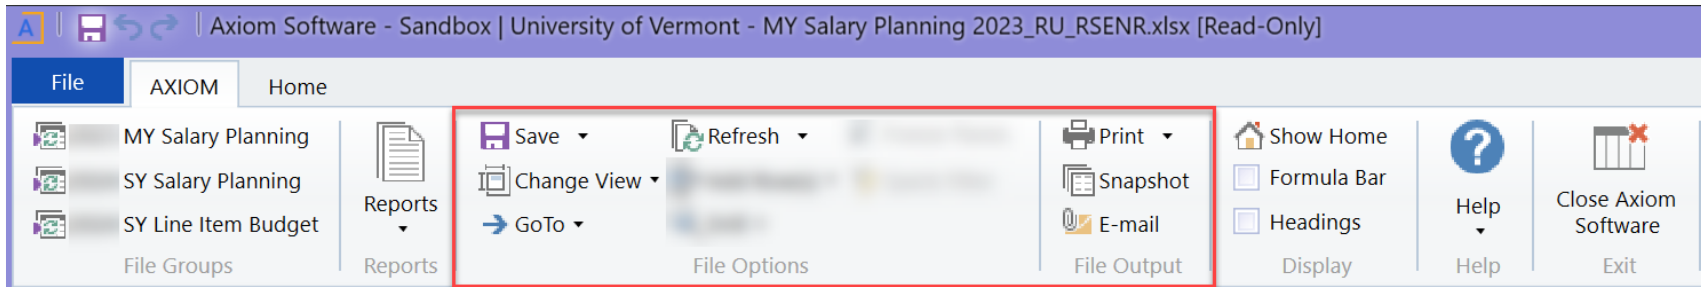 A Axiom Software - Sandbox | University of Vermont - MY Salary Planning 2023_RU_RSENR.xlsx [Read-Only]
File AXIOM Home
MY Salary Planning
SY Salary Planning
SY Line Item Budget
File Groups
Reports
Reports
Save Refresh
Change View
GoTo
File Options
Print
Snapshot
E-mail
File Output
Show Home
Formula Bar
Headings
Display
? Help
Help
Close Axiom
Software
Exit